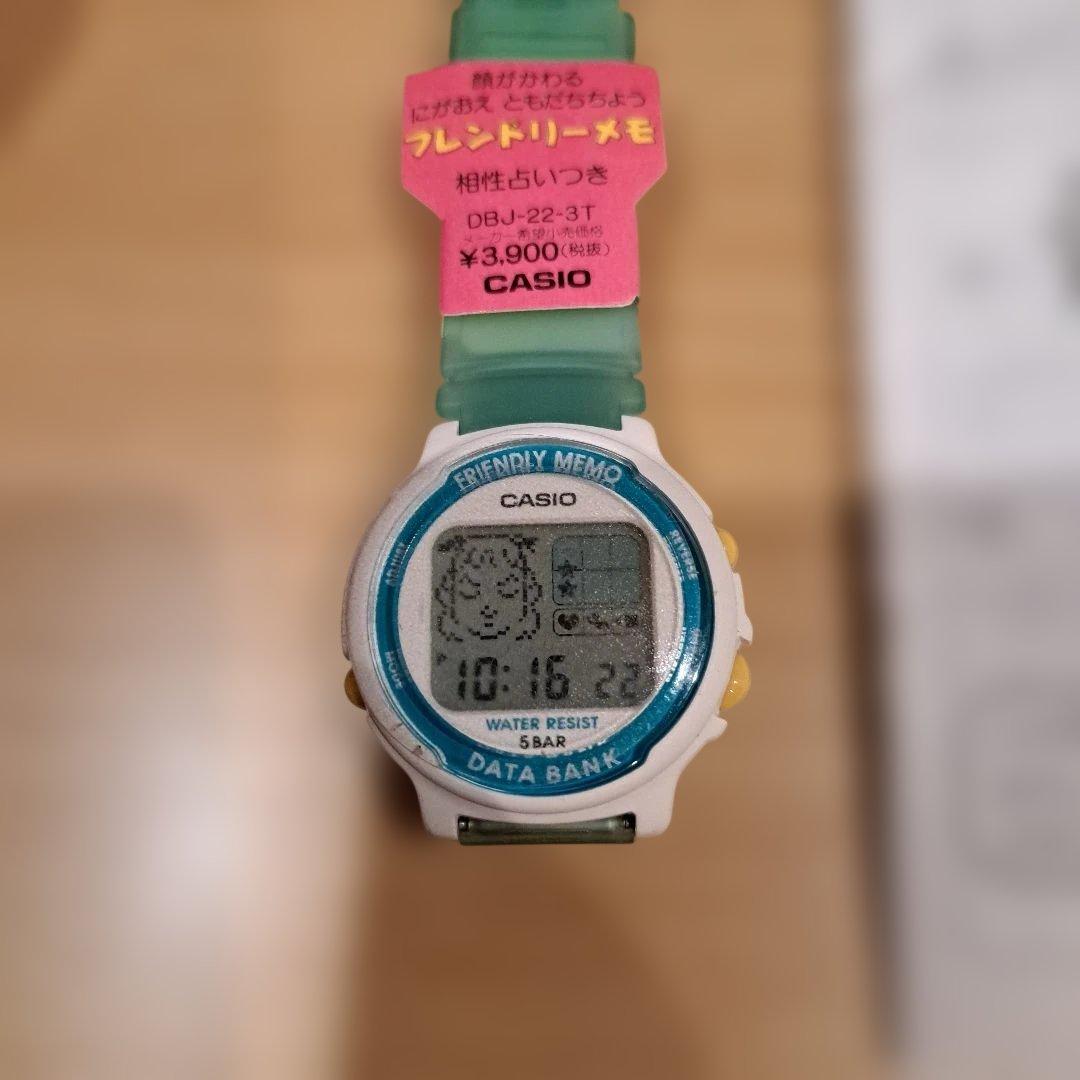 顔がかわる
にがおえ ともだちちょう
フレンドリーメモ
相性占いつき
DBJ-22-3T
メーカー希望小売価格
¥3,900(税抜)
CASIO
FRIENDLY MEMO
CASIO
ADJUST
REVERSE
MODE
P
10:16 22
WATER RESIST
5BAR
DATA BANK